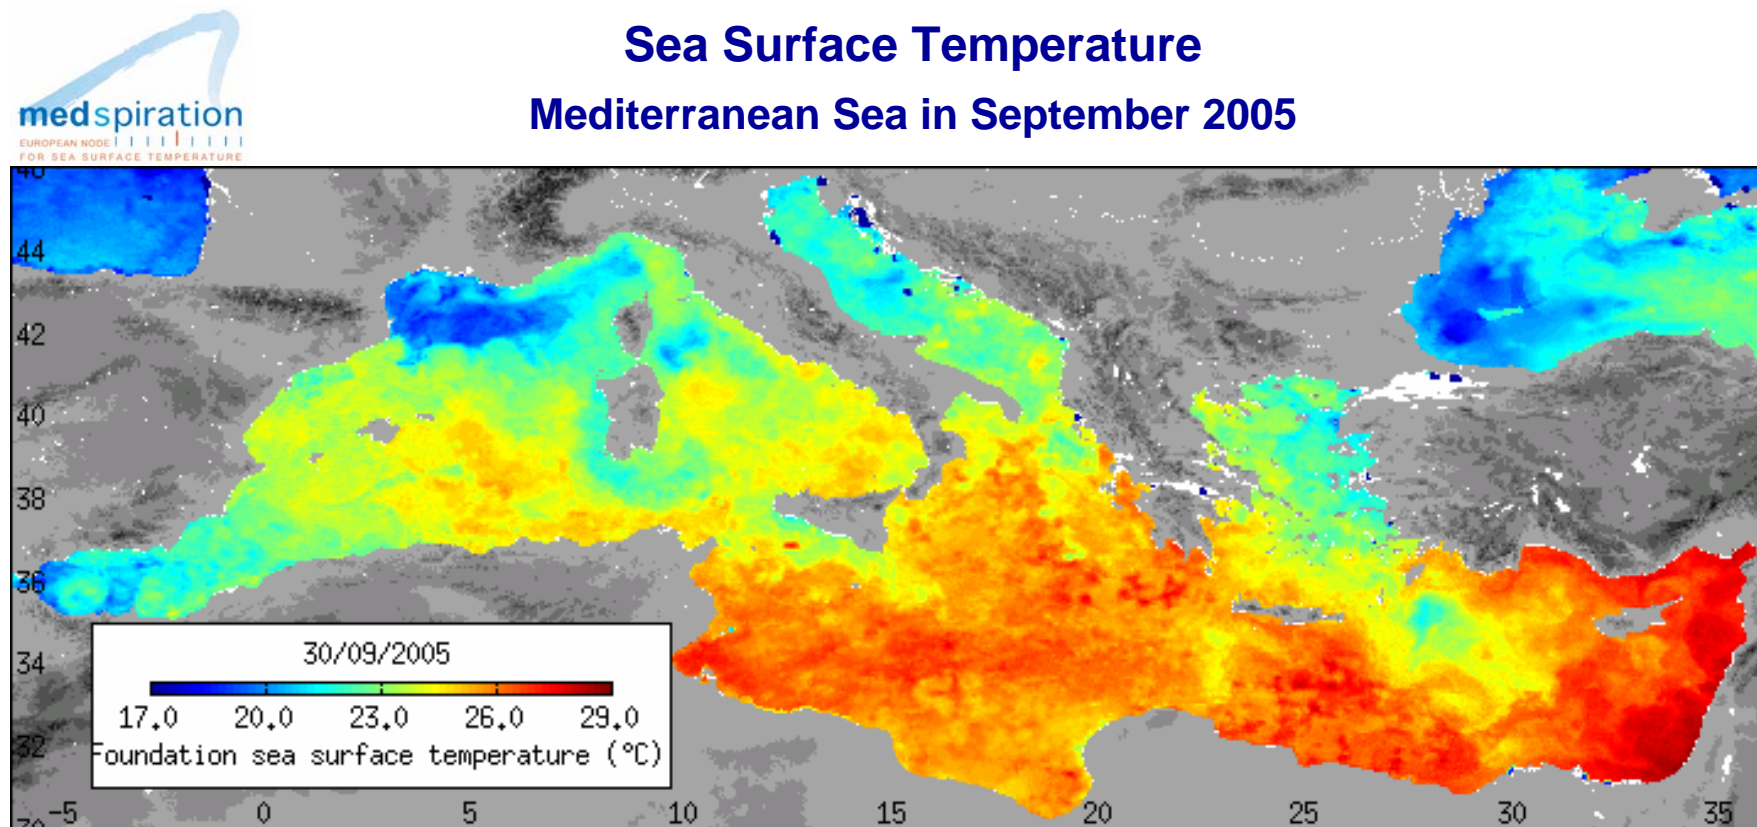 Sea Surface Temperature
Mediterranean Sea in September 2005
medspiration
EUROPEAN NODE
FOR SEA SURFACE TEMPERATURE
46
44
42
40
38
36
34
32
30
30/09/2005
17.0 20.0 23.0 26.0 29.0
Foundation sea surface temperature (°C)
-5 0 5 10 15 20 25 30 35